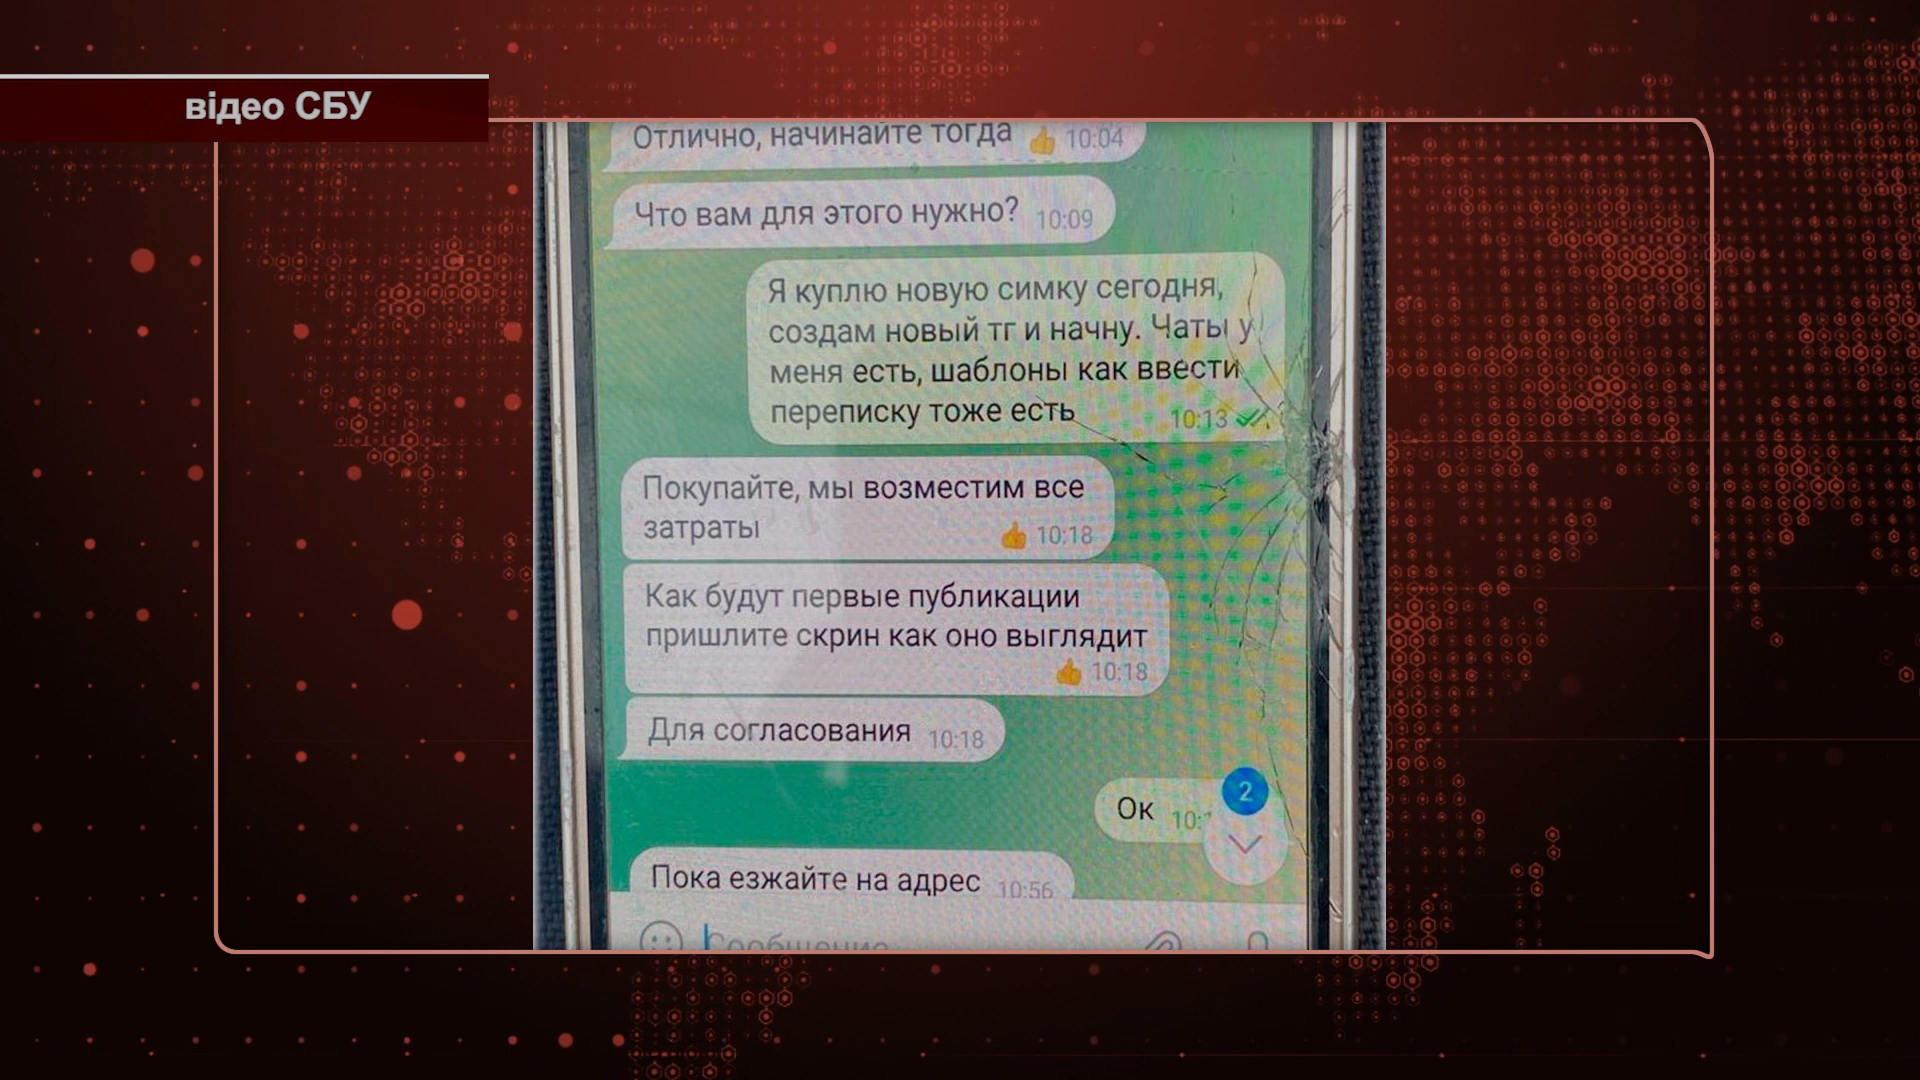 відео СБУ
Отлично, начинайте тогда 👍 10:04
Что вам для этого нужно? 10:09
Я куплю новую симку сегодня,
создам новый тг и начну. Чаты у
меня есть, шаблоны как ввести
переписку тоже есть
10:13
Покупайте, мы возместим все
затраты 👍 10:18
Как будут первые публикации
пришлите скрин как оно выглядит
👍 10:18
Для согласования 10:18
2
Ок 10:1
Пока езжайте на адрес 10:56
Сообщение